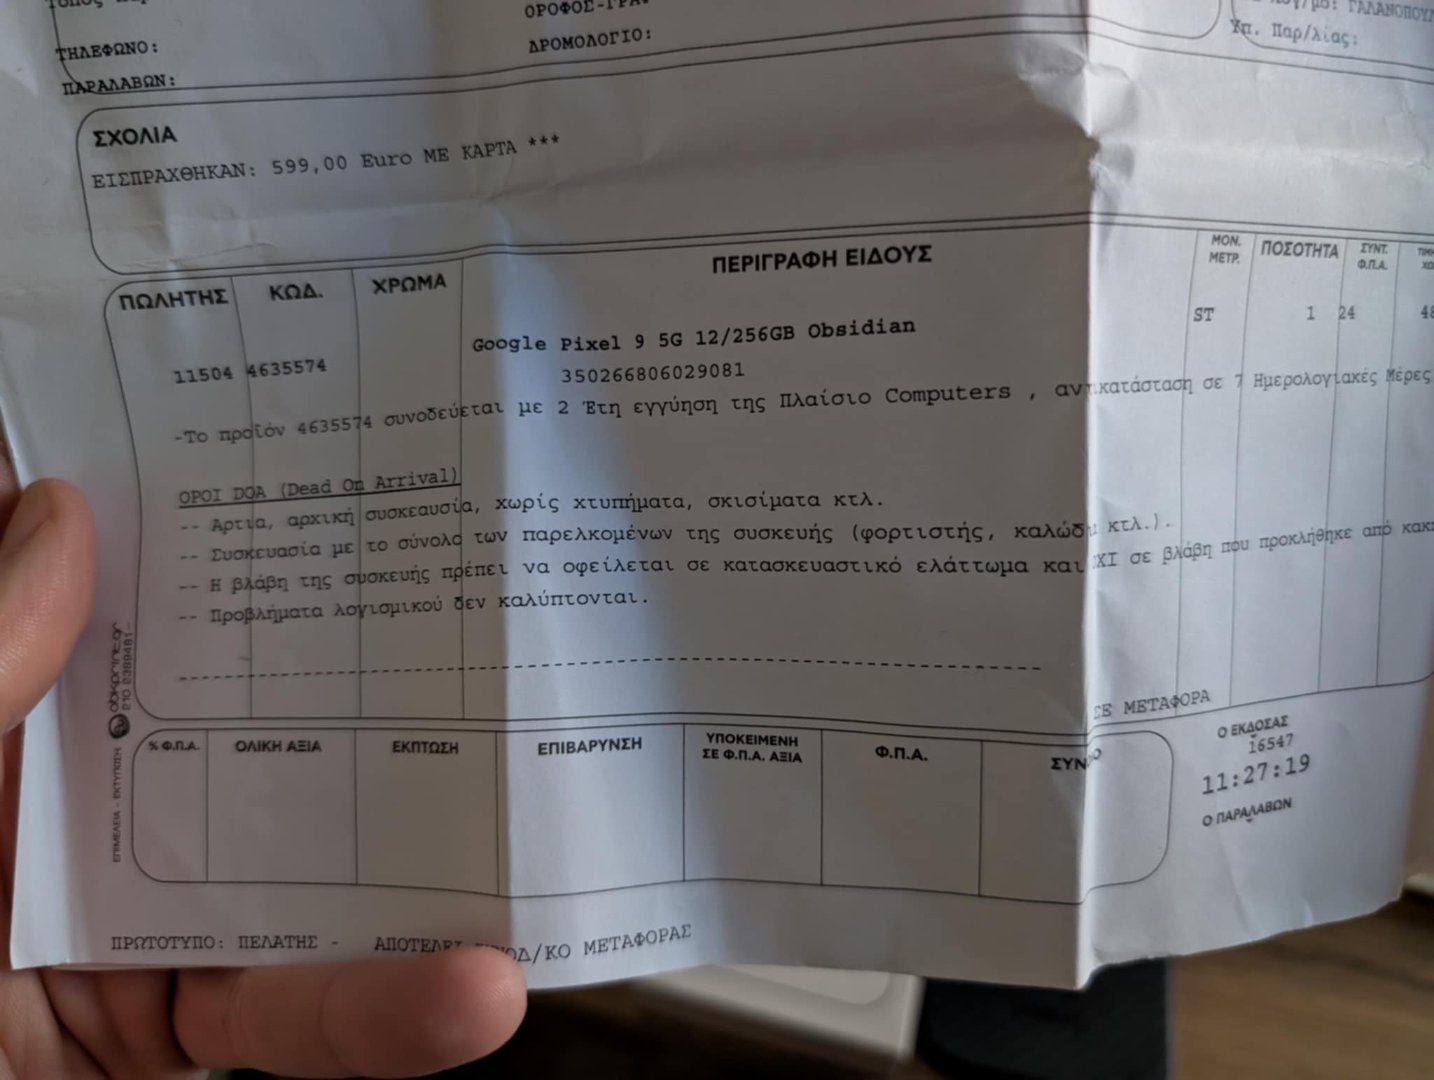 ΟΡΟΦΟΣ-
ΤΗΛΕΦΩΝΟ:
ΔΡΟΜΟΛΟΓΙΟ:
Υπ. Παρ/λίας:
ΠΑΡΑΛΑΒΩΝ:
ΣΧΟΛΙΑ
ΕΙΣΠΡΑΧΘΗΚΑΝ: 599,00 Euro ΜΕ ΚΑΡΤΑ ***
ΠΩΛΗΤΗΣ ΚΩΔ. ΧΡΩΜΑ ΠΕΡΙΓΡΑΦΗ ΕΙΔΟΥΣ ΜΟΝ. ΜΕΤΡ. ΠΟΣΟΤΗΤΑ ΣΥΝΤ. Φ.Π.Α.
11504 4635574 Google Pixel 9 5G 12/256GB Obsidian ST 1 24
350266806029081
-Το προϊόν 4635574 συνοδεύεται με 2 Έτη εγγύηση της Πλαίσιο Computers , αντικατάσταση σε 7 Ημερολογιακές Μέρες
ΟΡΟΙ DOA (Dead On Arrival)
-- Αρτια, αρχική συσκεαυσία, χωρίς χτυπήματα, σκισίματα κτλ.
-- Συσκευασία με το σύνολο των παρελκομένων της συσκευής (φορτιστής, καλώδι κτλ.).
-- Η βλάβη της συσκευής πρέπει να οφείλεται σε κατασκευαστικό ελάττωμα και ΟΧΙ σε βλάβη που προκλήθηκε από
-- Προβλήματα λογισμικού δεν καλύπτονται.
ΣΕ ΜΕΤΑΦΟΡΑ
% Φ.Π.Α. ΟΛΙΚΗ ΑΞΙΑ ΕΚΠΤΩΣΗ ΕΠΙΒΑΡΥΝΣΗ ΥΠΟΚΕΙΜΕΝΗ ΣΕ Φ.Π.Α. ΑΞΙΑ Φ.Π.Α.
Ο ΕΚΔΟΣΑΣ
16547
11:27:19
Ο ΠΑΡΑΛΑΒΩΝ
ΕΠΙΜΕΛΕΙΑ - ΕΚΤΥΠΩΣΗ
ΠΡΩΤΟΤΥΠΟ: ΠΕΛΑΤΗΣ - ΜΕΤΑΦΟΡΑΣ